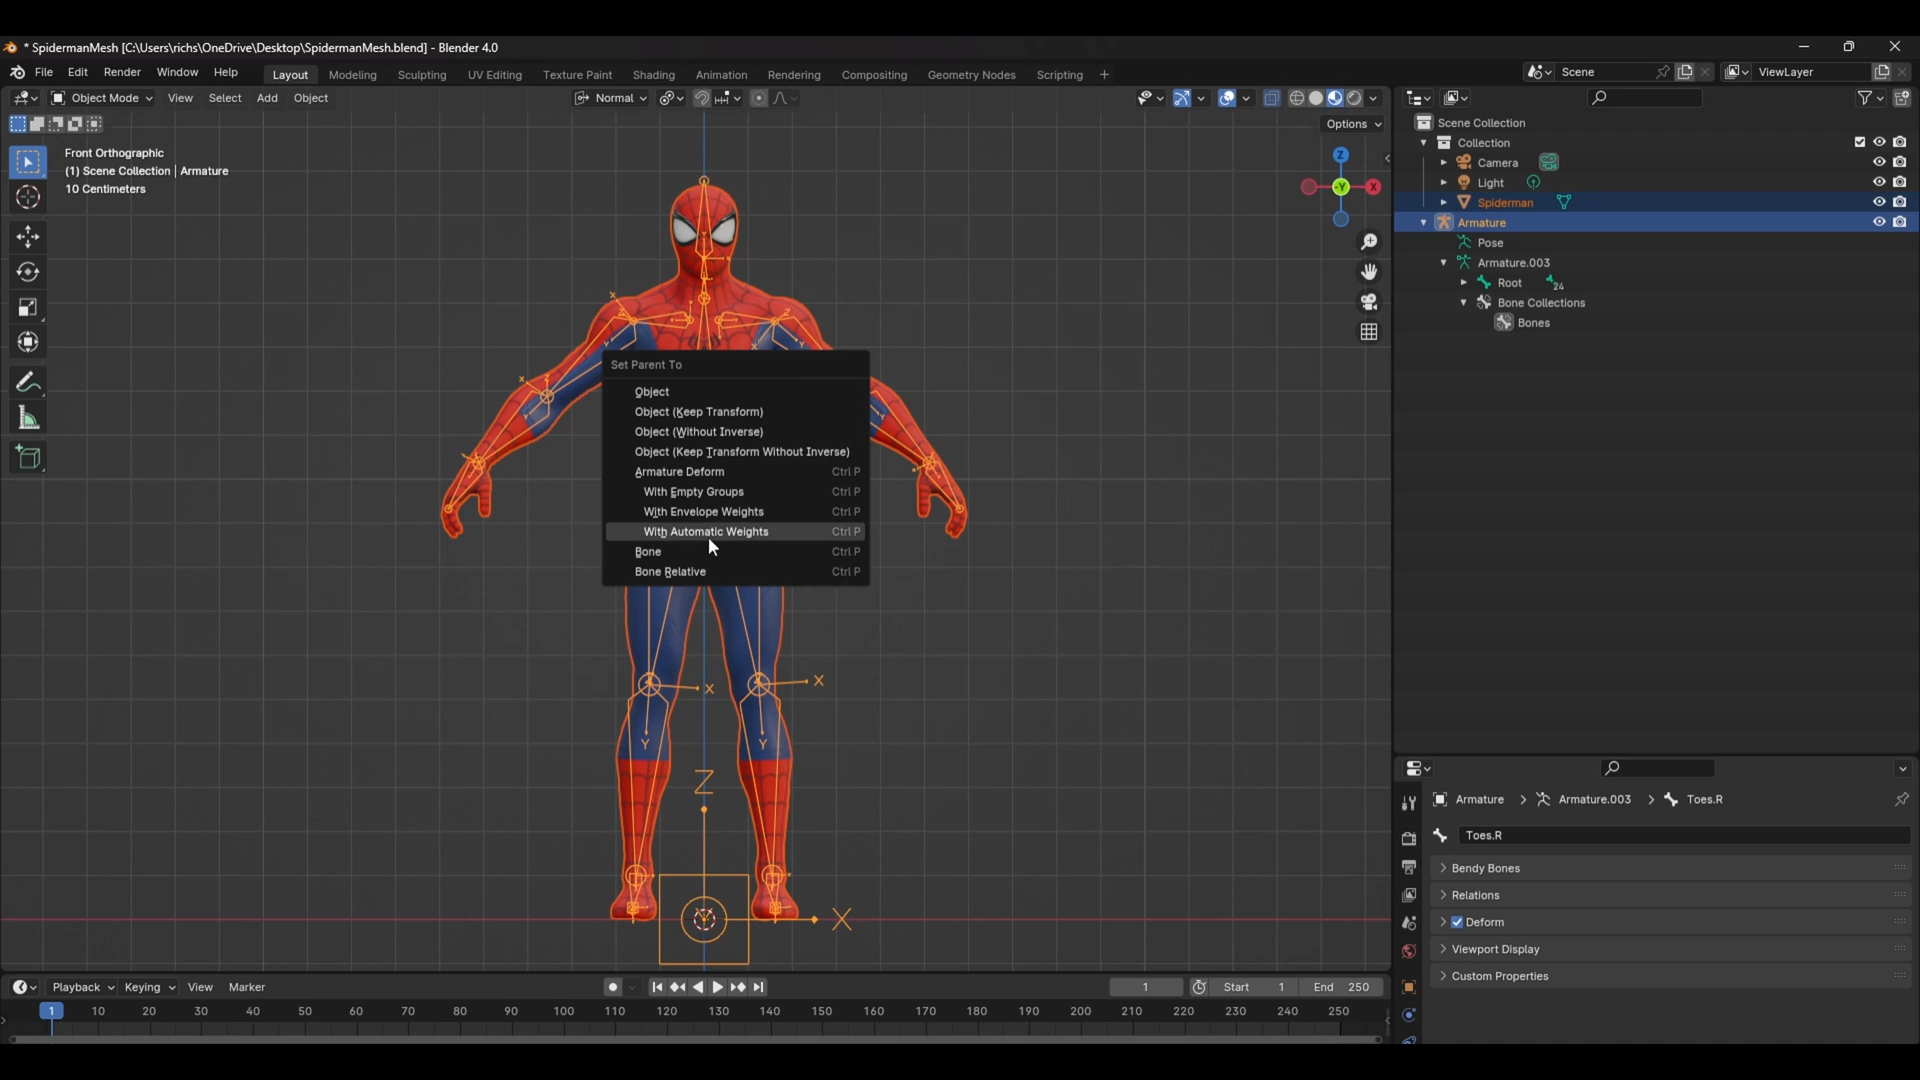 * SpidermanMesh [C:\Users\richs\OneDrive\Desktop\SpidermanMesh.blend] - Blender 4.0
File Edit Render Window Help Layout Modeling Sculpting UV Editing Texture Paint Shading Animation Rendering Compositing Geometry Nodes Scripting + Scene ViewLayer
Object Mode View Select Add Object Normal
Options
Front Orthographic
(1) Scene Collection | Armature
10 Centimeters
Z
X
-Y
Set Parent To
Object
Object (Keep Transform)
Object (Without Inverse)
Object (Keep Transform Without Inverse)
Armature Deform Ctrl P
With Empty Groups Ctrl P
With Envelope Weights Ctrl P
With Automatic Weights Ctrl P
Bone Ctrl P
Bone Relative Ctrl P
X X
Y Y
Z
X
Scene Collection
Collection
Camera
Light
Spiderman
Armature
Pose
Armature.003
Root 24
Bone Collections
Bones
Armature > Armature.003 > Toes.R
Toes.R
Bendy Bones
Relations
Deform
Viewport Display
Custom Properties
Playback Keying View Marker 1 Start 1 End 250
1 10 20 30 40 50 60 70 80 90 100 110 120 130 140 150 160 170 180 190 200 210 220 230 240 250